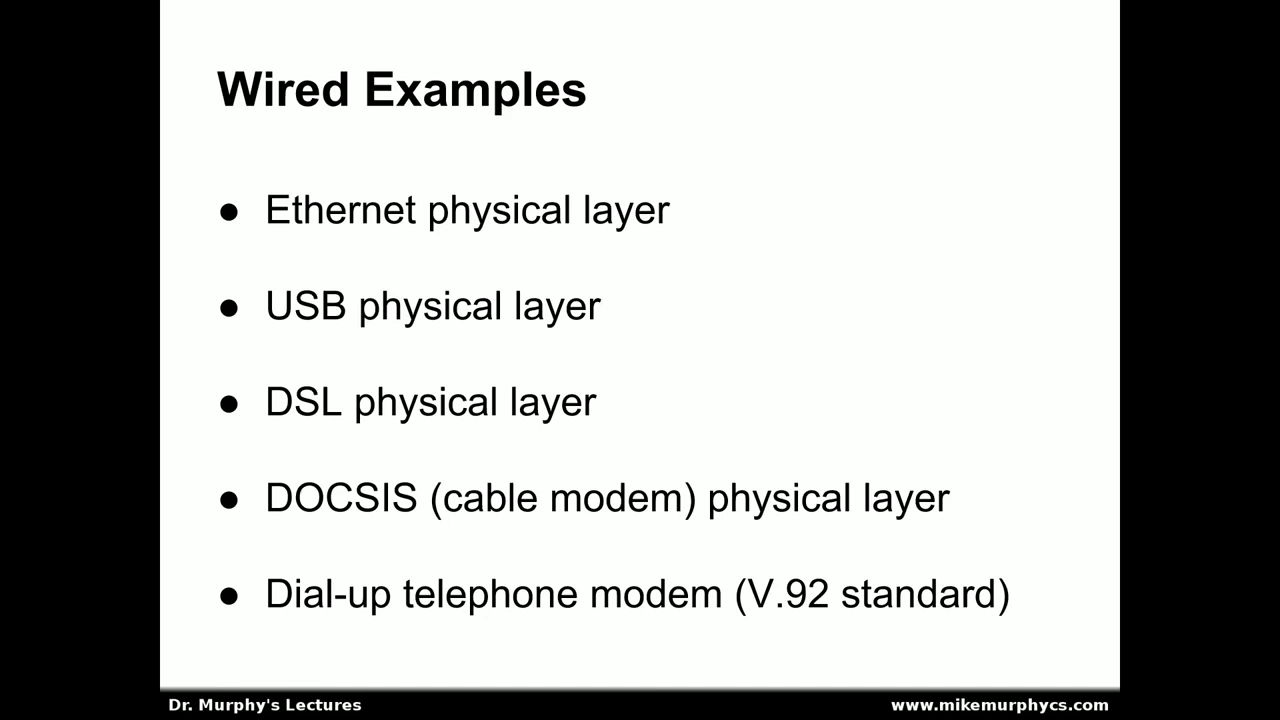 Wired Examples
● Ethernet physical layer
● USB physical layer
● DSL physical layer
● DOCSIS (cable modem) physical layer
● Dial-up telephone modem (V.92 standard)
Dr. Murphy's Lectures
www.mikemurphycs.com